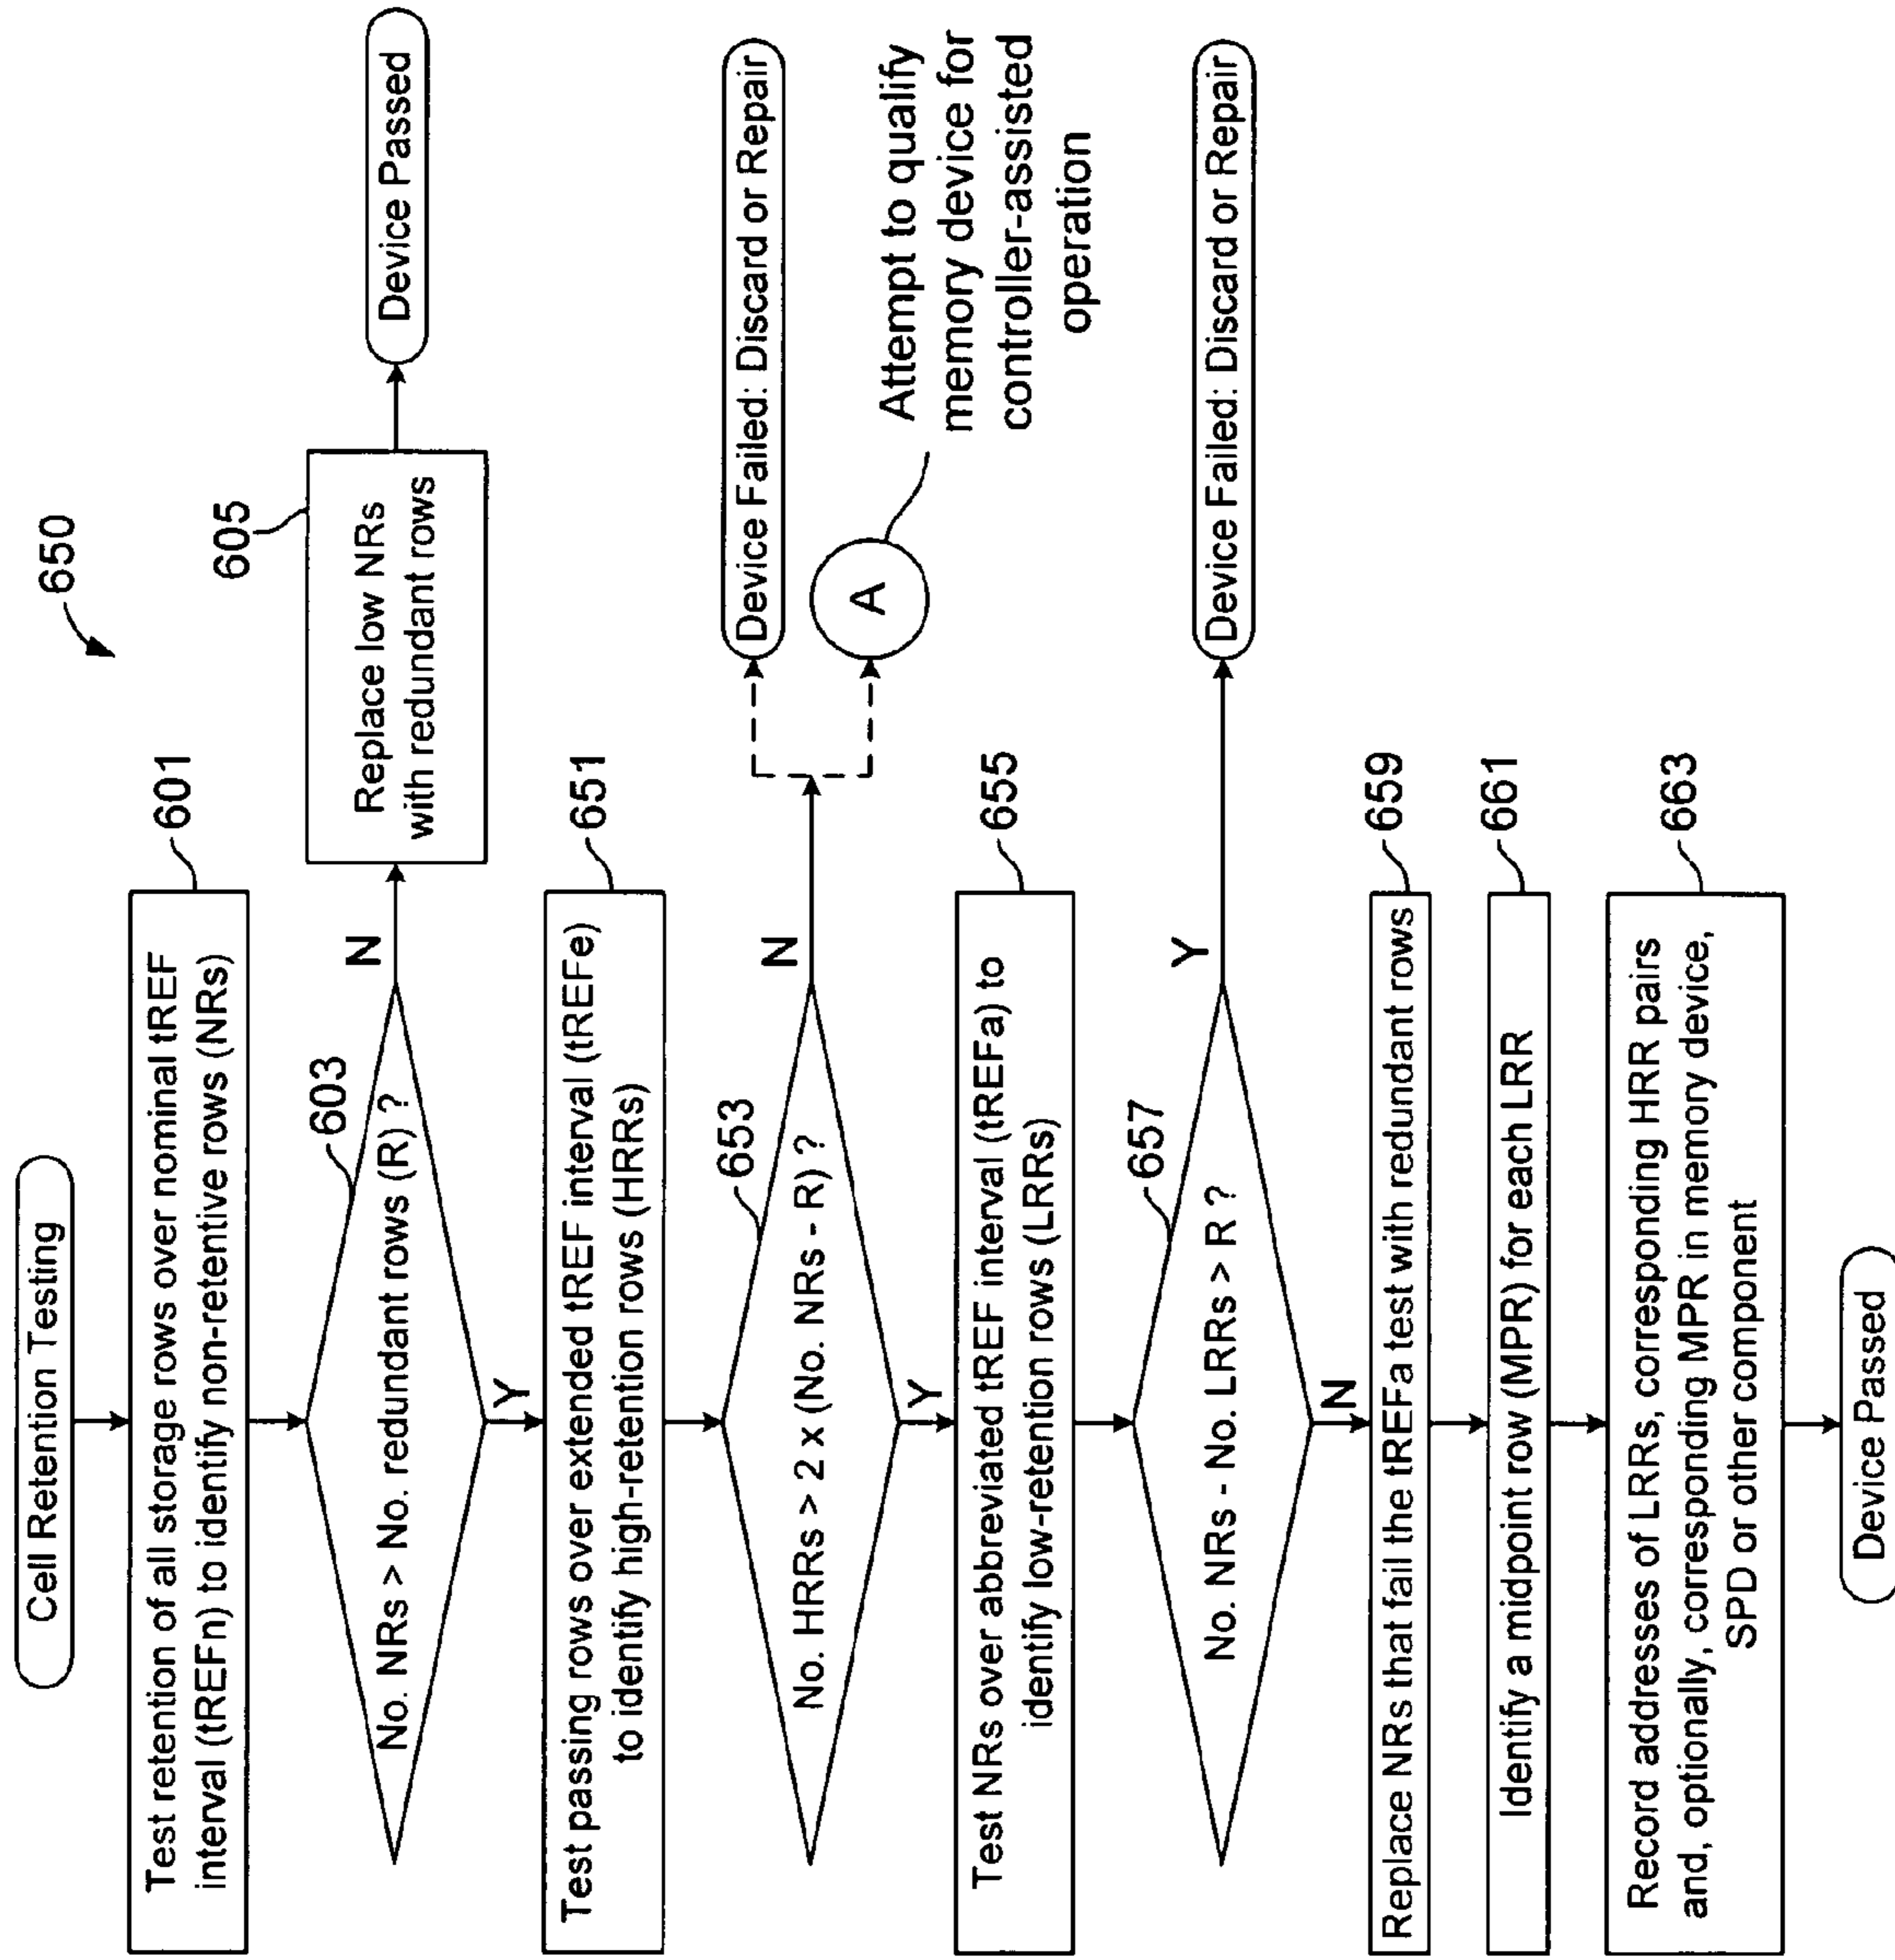 650
Cell Retention Testing
601
Test retention of all storage rows over nominal tREF
interval (tREFn) to identify non-retentive rows (NRs)
603
No. NRs > No. redundant rows (R) ?
N
605
Replace low NRs
with redundant rows
Device Passed
Y
651
Test passing rows over extended tREF interval (tREFe)
to identify high-retention rows (HRRs)
653
No. HRRs > 2 x (No. NRs - R) ?
N
Device Failed: Discard or Repair
A
Attempt to qualify
memory device for
controller-assisted
operation
Y
655
Test NRs over abbreviated tREF interval (tREFa) to
identify low-retention rows (LRRs)
657
No. NRs - No. LRRs > R ?
Y
Device Failed: Discard or Repair
N
659
Replace NRs that fail the tREFa test with redundant rows
661
Identify a midpoint row (MPR) for each LRR
663
Record addresses of LRRs, corresponding HRR pairs
and, optionally, corresponding MPR in memory device,
SPD or other component
Device Passed